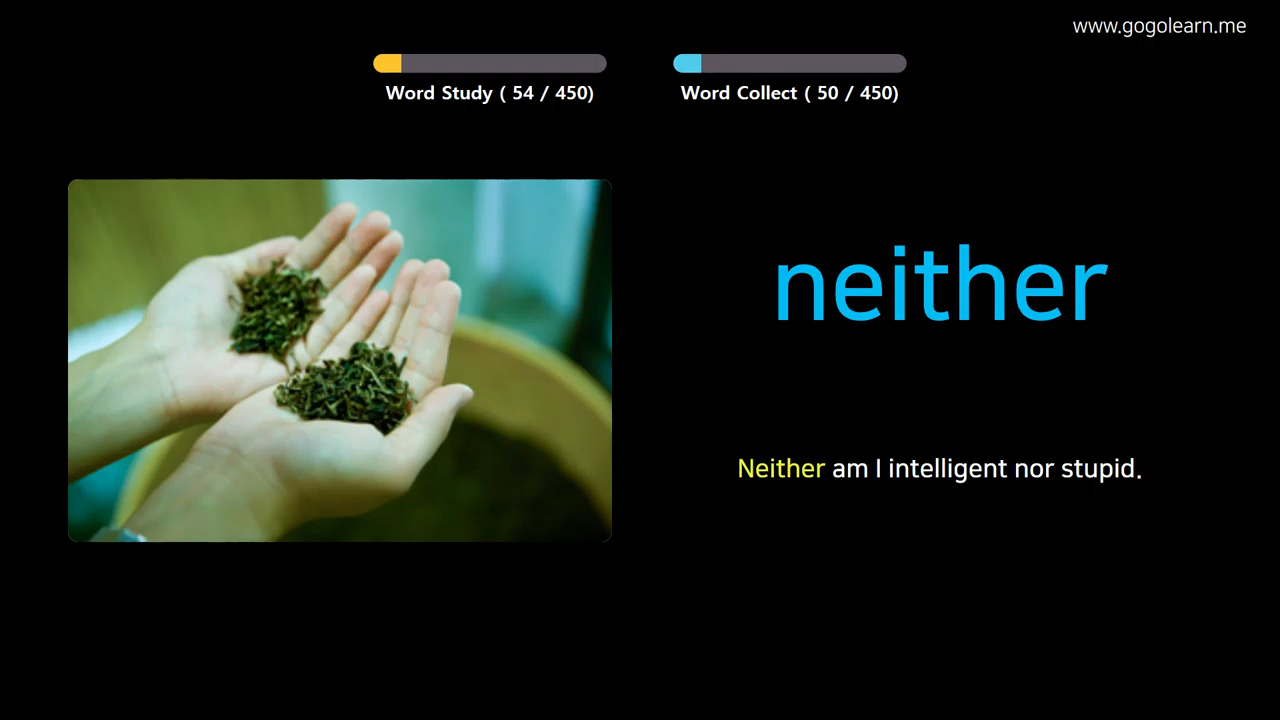 www.gogolearn.me
Word Study ( 54 / 450)
Word Collect ( 50 / 450)
neither
Neither am I intelligent nor stupid.